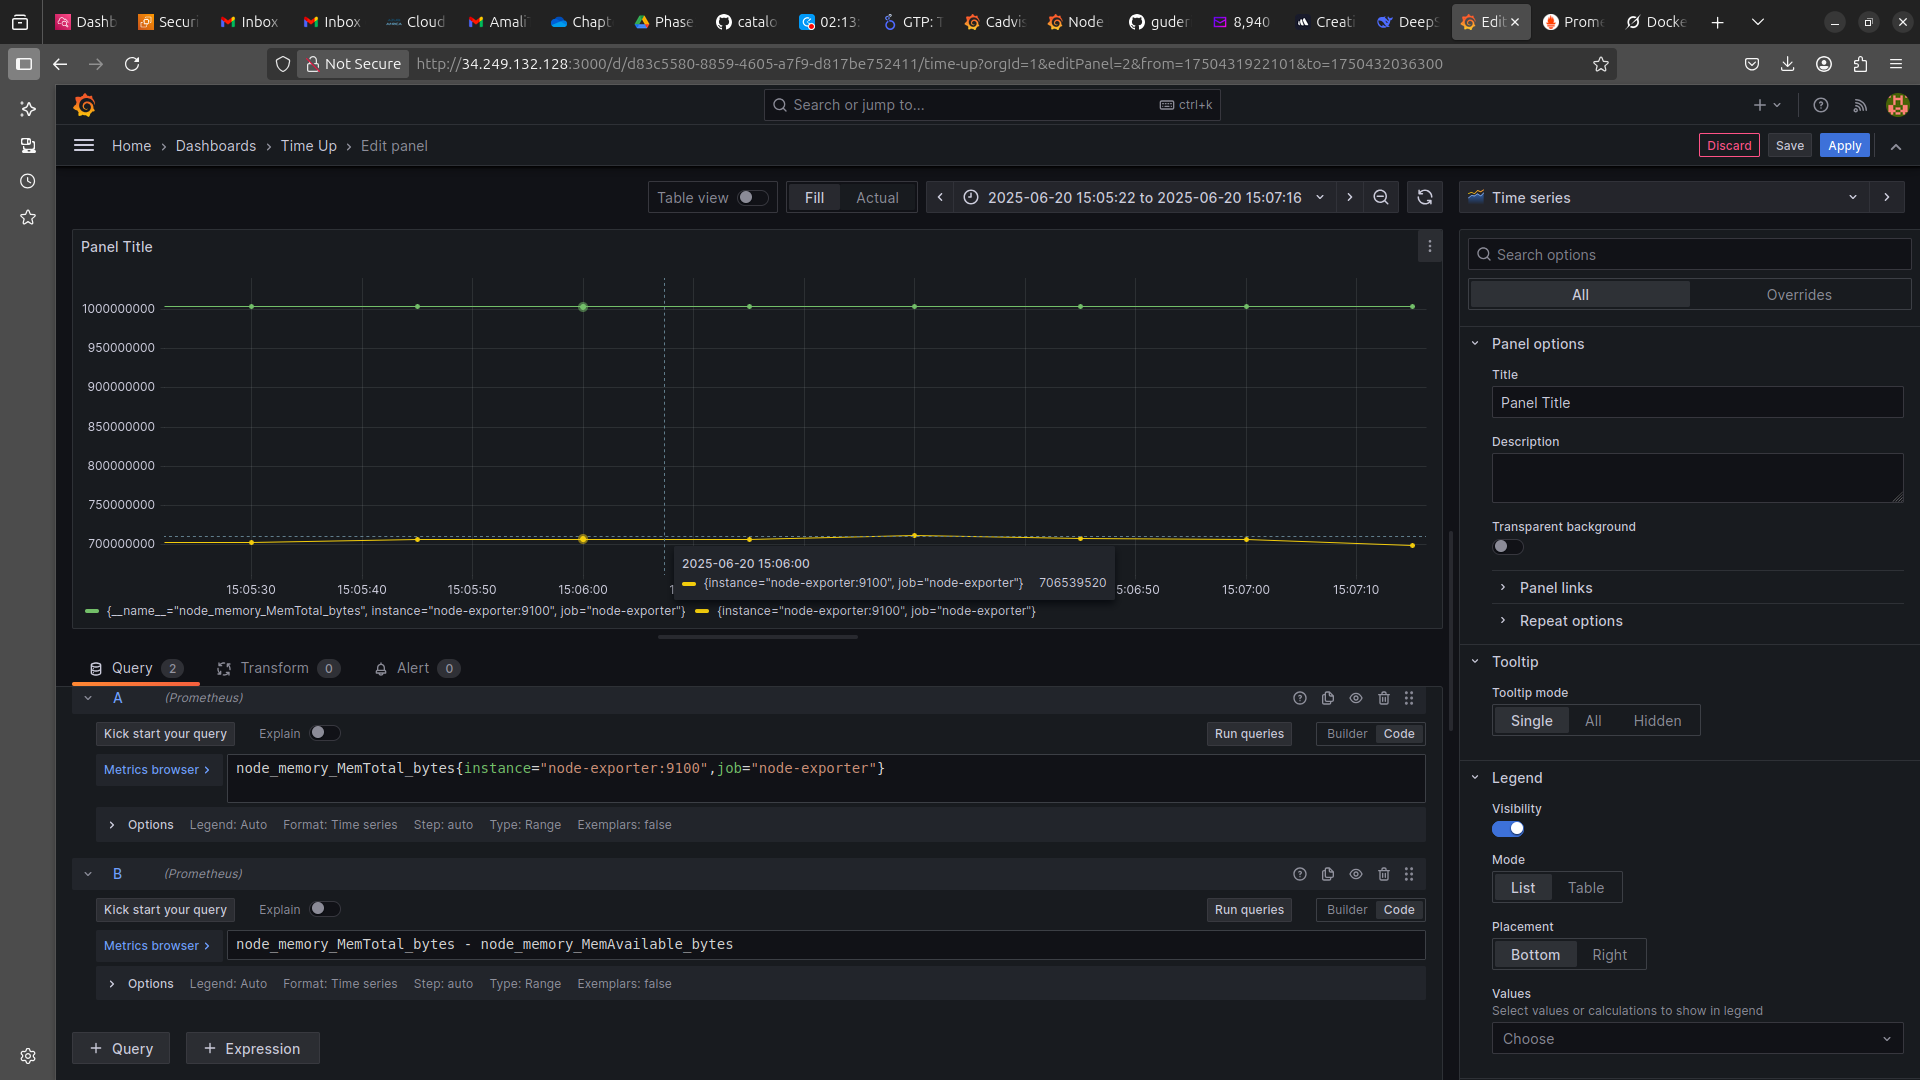 Dashb
Securi
Inbox
Inbox
Cloud
Amali
Chapt
Phase
catalo
02:13:
GTP: T
Cadvis
Node
guder
8,940
Creati
DeepS
Edit
Prome
Docke
Not Secure
http://34.249.132.128:3000/d/d83c5580-8859-4605-a7f9-d817be752411/time-up?orgId=1&editPanel=2&from=1750431922101&to=1750432036300
Search or jump to...
ctrl+k
Home › Dashboards › Time Up › Edit panel
Discard
Save
Apply
Table view
Fill
Actual
2025-06-20 15:05:22 to 2025-06-20 15:07:16
Time series
Panel Title
1000000000
950000000
900000000
850000000
800000000
750000000
700000000
15:05:30
15:05:40
15:05:50
15:06:00
5:06:50
15:07:00
15:07:10
2025-06-20 15:06:00
{instance="node-exporter:9100", job="node-exporter"} 706539520
{__name__="node_memory_MemTotal_bytes", instance="node-exporter:9100", job="node-exporter"}
{instance="node-exporter:9100", job="node-exporter"}
Query 2
Transform 0
Alert 0
A (Prometheus)
Kick start your query
Explain
Run queries
Builder
Code
Metrics browser >
node_memory_MemTotal_bytes{instance="node-exporter:9100",job="node-exporter"}
Options Legend: Auto Format: Time series Step: auto Type: Range Exemplars: false
B (Prometheus)
Kick start your query
Explain
Run queries
Builder
Code
Metrics browser >
node_memory_MemTotal_bytes - node_memory_MemAvailable_bytes
Options Legend: Auto Format: Time series Step: auto Type: Range Exemplars: false
+ Query
+ Expression
Search options
All
Overrides
Panel options
Title
Panel Title
Description
Transparent background
Panel links
Repeat options
Tooltip
Tooltip mode
Single
All
Hidden
Legend
Visibility
Mode
List
Table
Placement
Bottom
Right
Values
Select values or calculations to show in legend
Choose